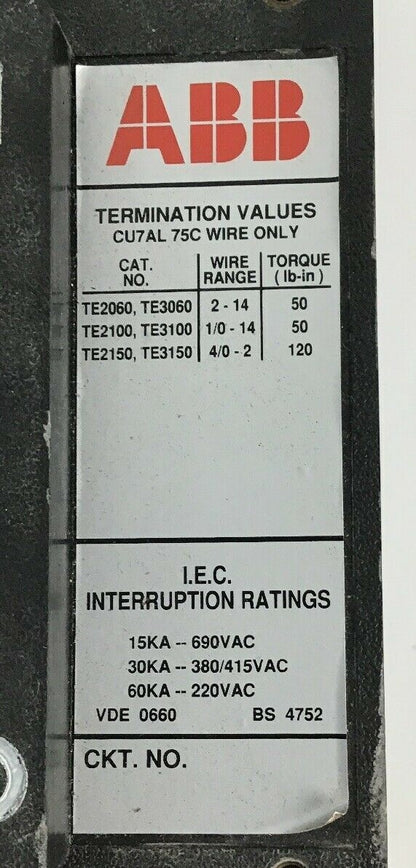 ABB
TERMINATION VALUES
CU7AL 75C WIRE ONLY
CAT. NO. WIRE RANGE TORQUE (lb-in)
TE2060, TE3060 2 - 14 50
TE2100, TE3100 1/0 - 14 50
TE2150, TE3150 4/0 - 2 120
I.E.C.
INTERRUPTION RATINGS
15KA -- 690VAC
30KA -- 380/415VAC
60KA -- 220VAC
VDE 0660 BS 4752
CKT. NO.